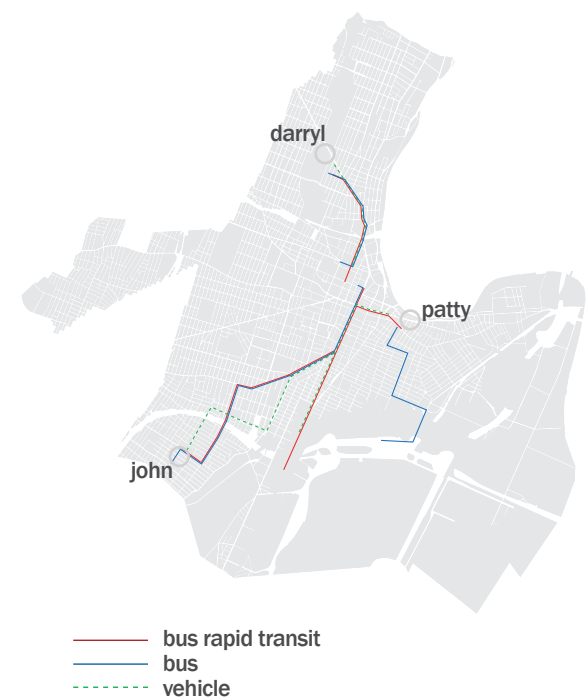 darryl
patty
john
bus rapid transit
bus
vehicle